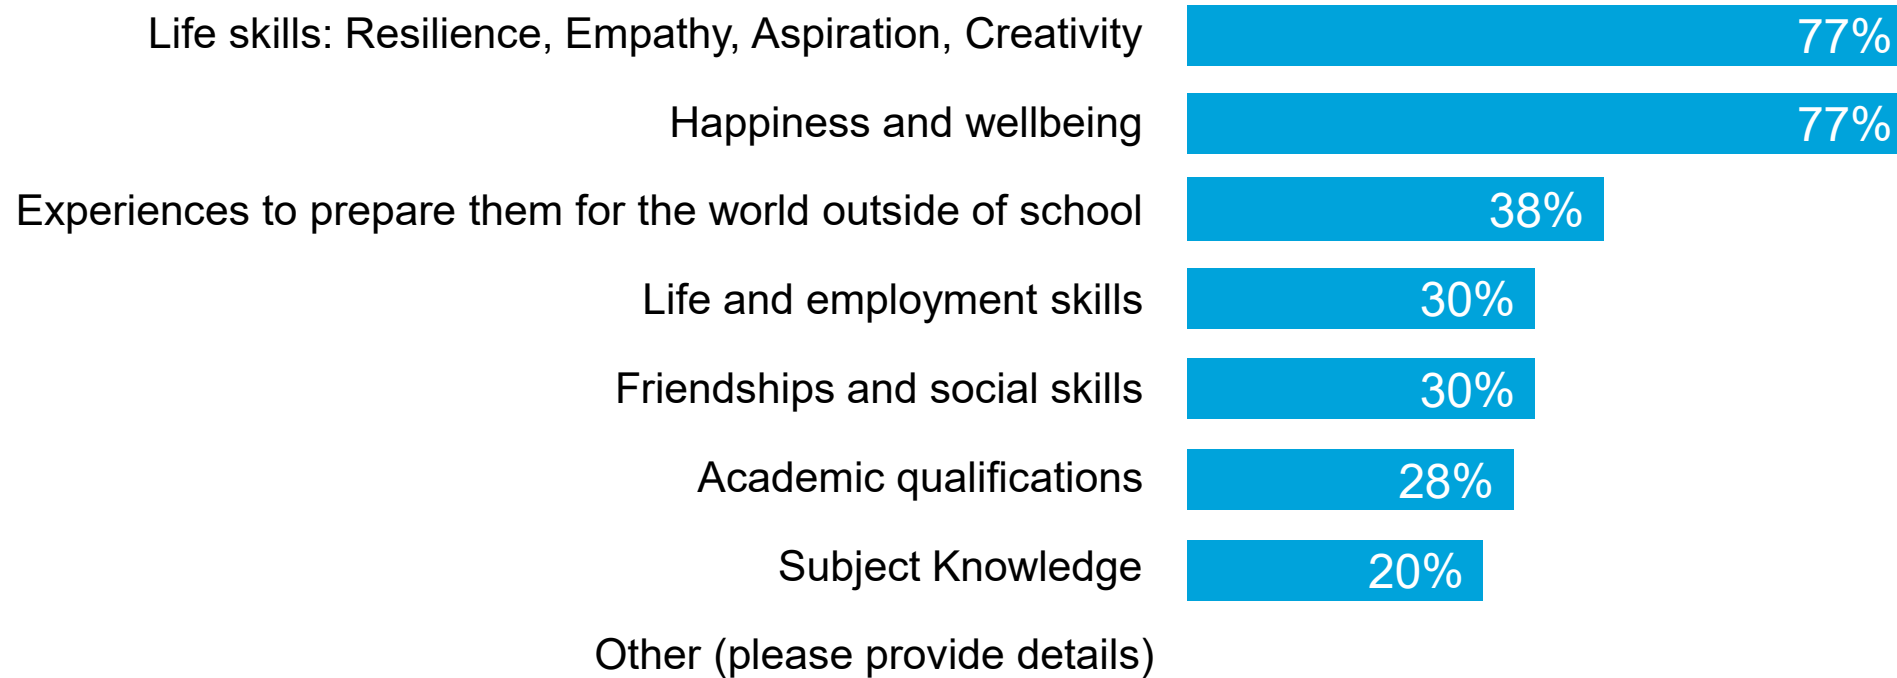 Life skills: Resilience, Empathy, Aspiration, Creativity 77%
Happiness and wellbeing 77%
Experiences to prepare them for the world outside of school 38%
Life and employment skills 30%
Friendships and social skills 30%
Academic qualifications 28%
Subject Knowledge 20%
Other (please provide details)